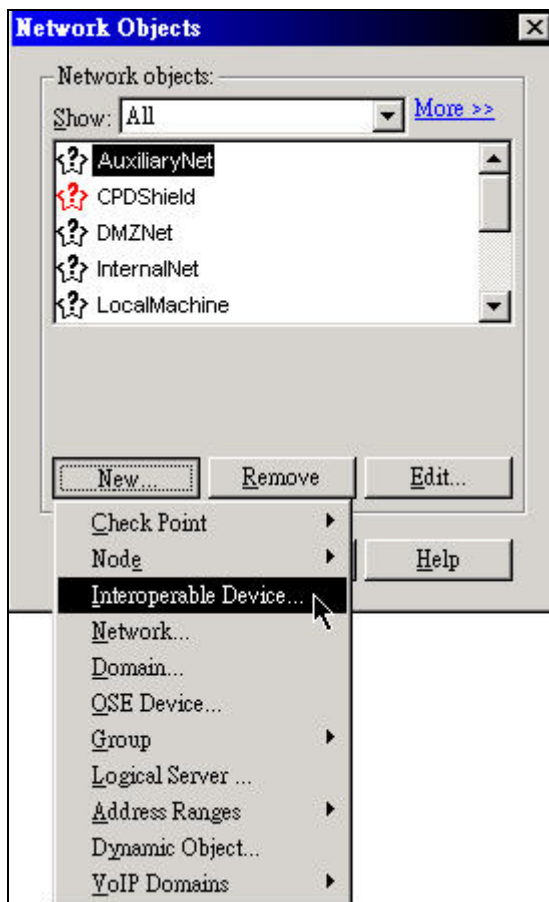 Network Objects
Network objects:
Show: All More >>
AuxiliaryNet
CPDShield
DMZNet
InternalNet
LocalMachine
New... Remove Edit...
Check Point
Node Help
Interoperable Device...
Network...
Domain...
OSE Device...
Group
Logical Server ...
Address Ranges
Dynamic Object...
VoIP Domains